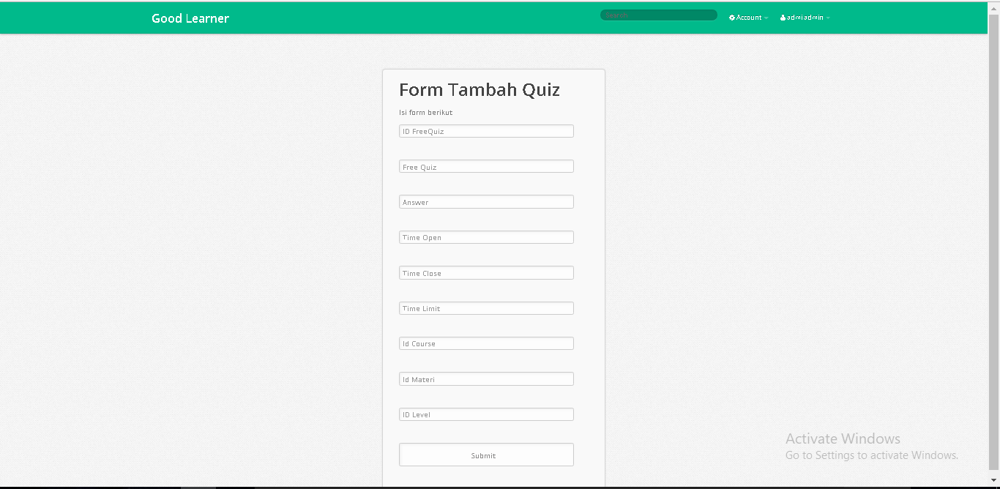 Good Learner
Search
Account
admi admin
Form Tambah Quiz
Isi form berikut
ID FreeQuiz
Free Quiz
Answer
Time Open
Time Close
Time Limit
Id Course
Id Materi
ID Level
Submit
Activate Windows
Go to Settings to activate Windows.